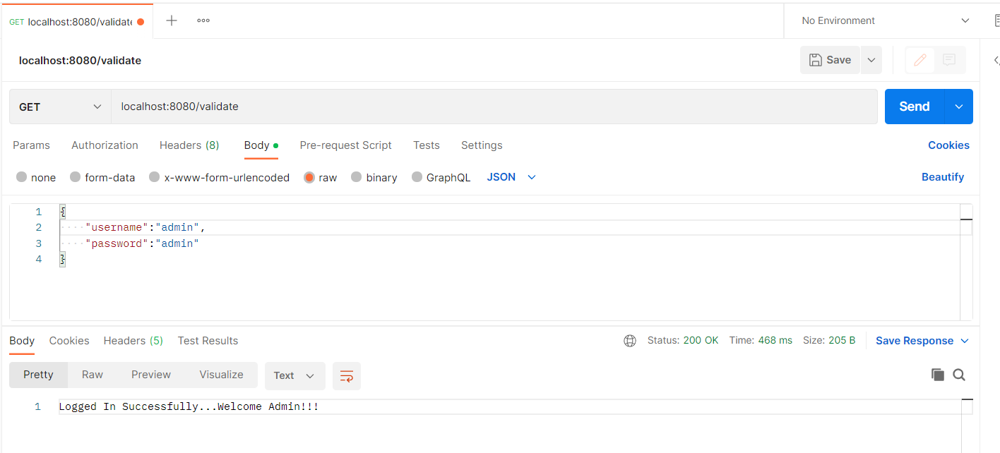 GET localhost:8080/validate
No Environment
localhost:8080/validate
Save
GET localhost:8080/validate Send
Params Authorization Headers (8) Body Pre-request Script Tests Settings Cookies
none form-data x-www-form-urlencoded raw binary GraphQL JSON Beautify
1 {
2 "username":"admin",
3 "password":"admin"
4 }
Body Cookies Headers (5) Test Results Status: 200 OK Time: 468 ms Size: 205 B Save Response
Pretty Raw Preview Visualize Text
1 Logged In Successfully...Welcome Admin!!!